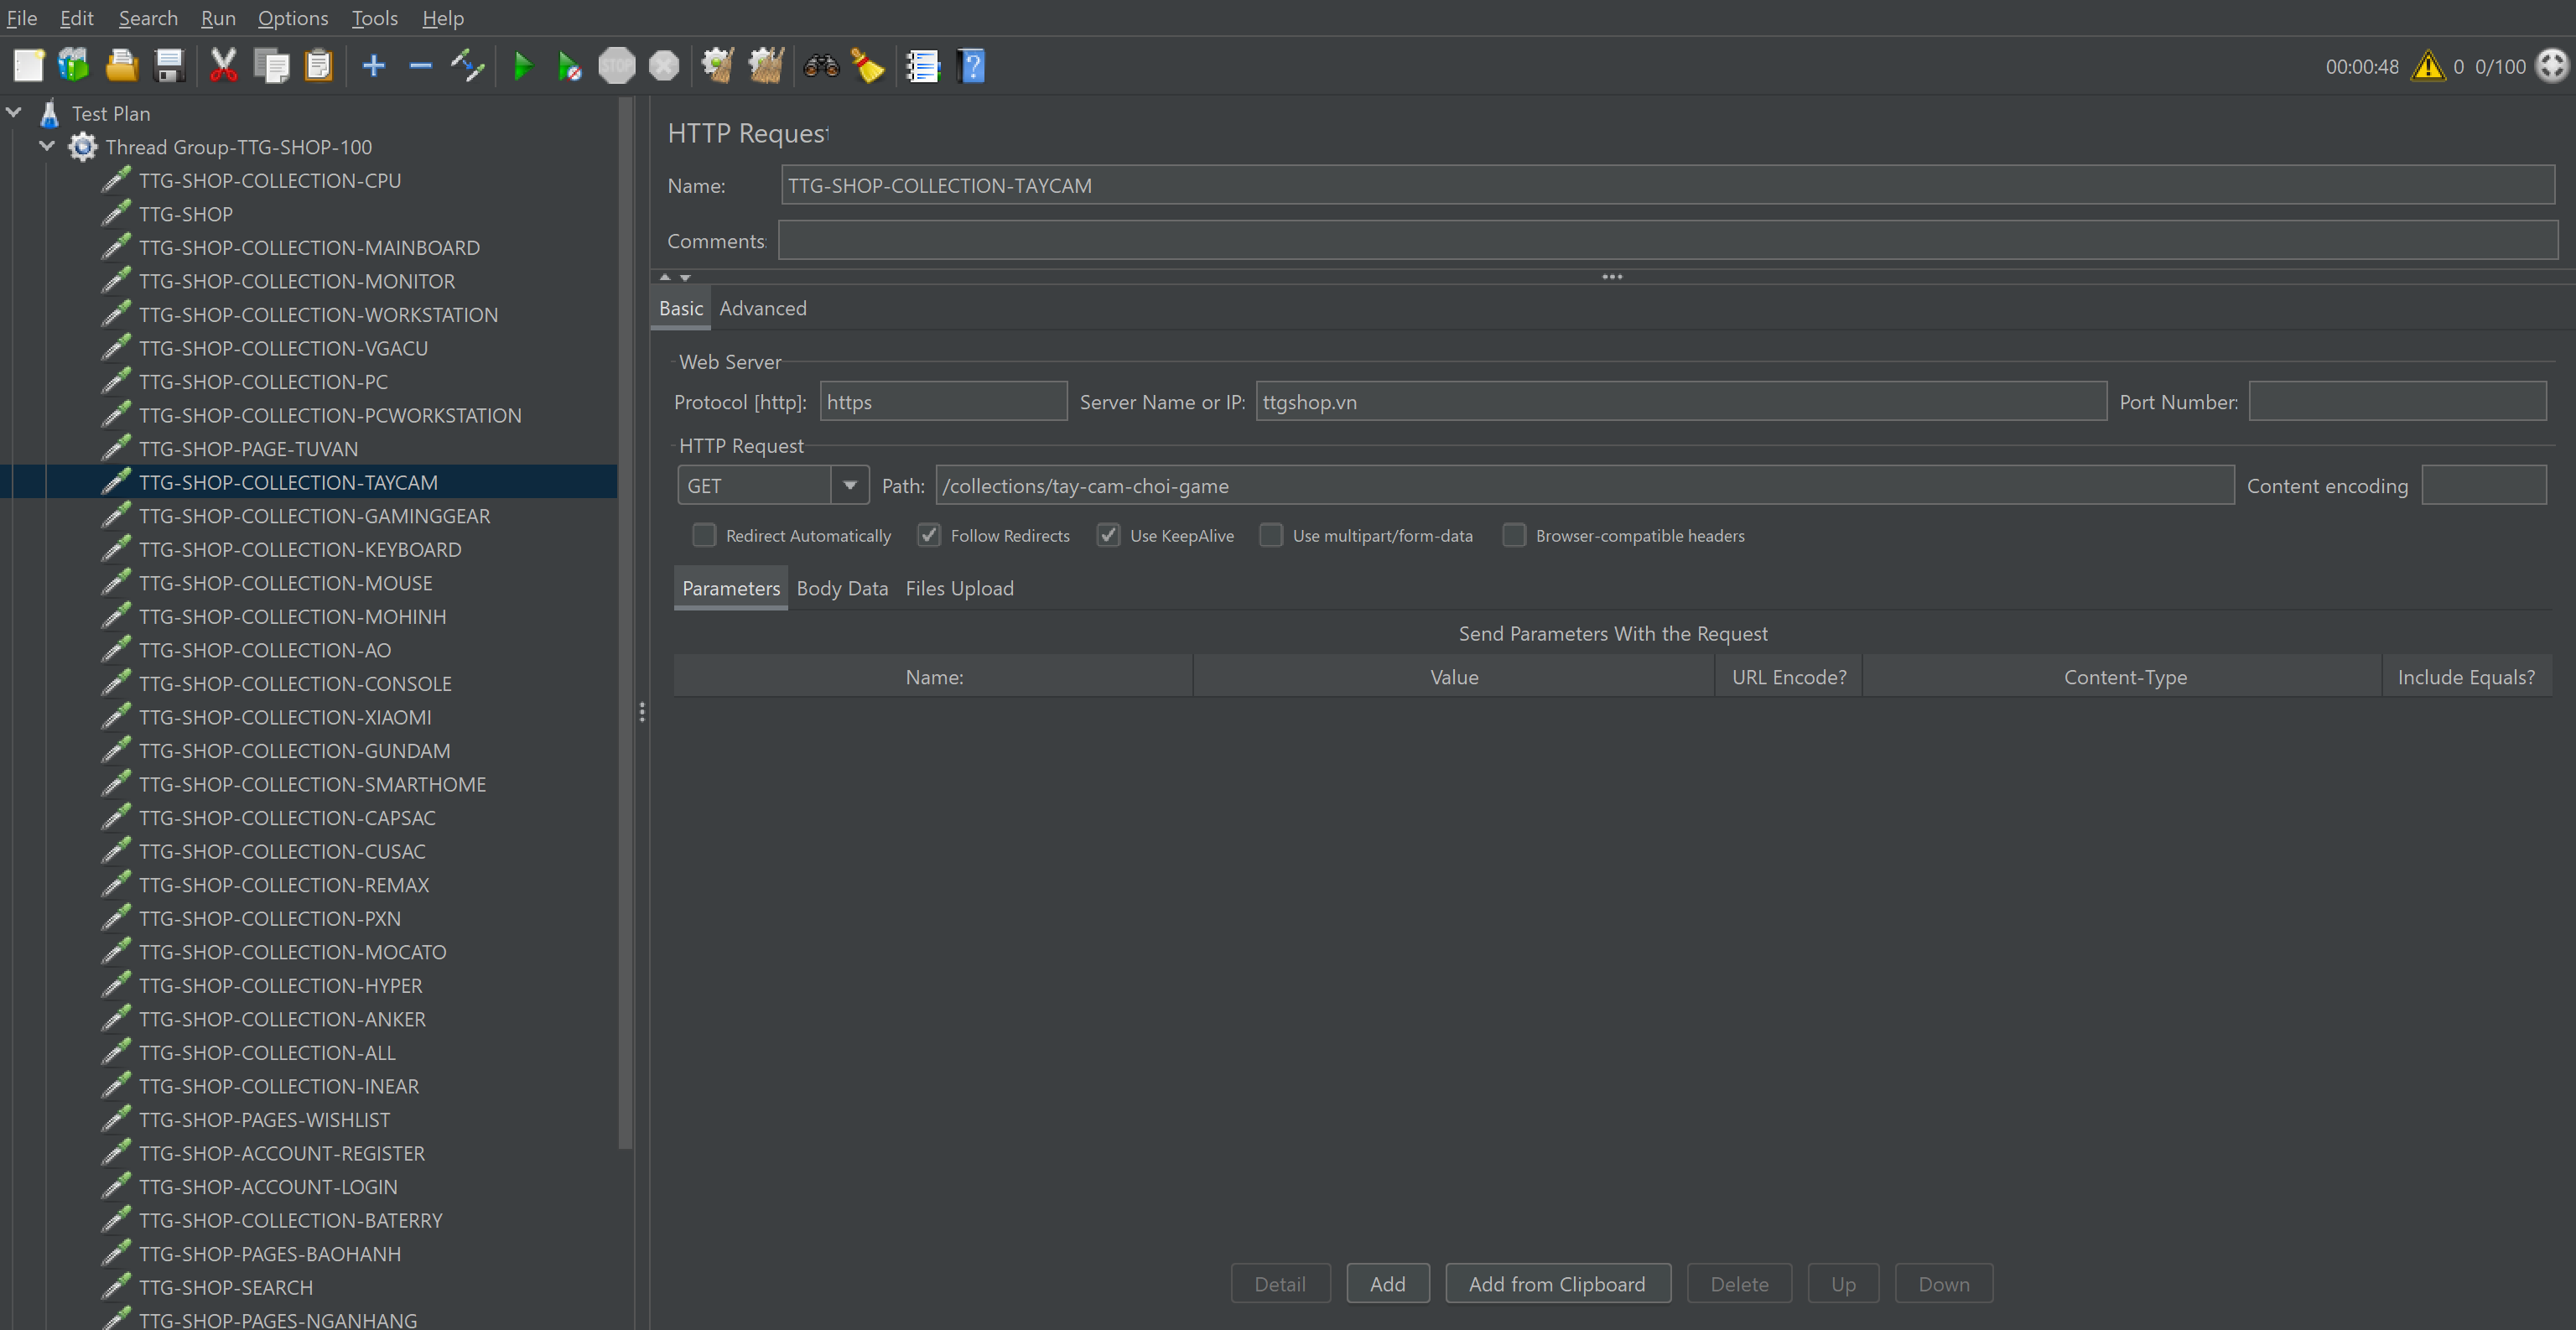 File Edit Search Run Options Tools Help
STOP
00:00:48 0 0/100
Test Plan
Thread Group-TTG-SHOP-100
TTG-SHOP-COLLECTION-CPU
TTG-SHOP
TTG-SHOP-COLLECTION-MAINBOARD
TTG-SHOP-COLLECTION-MONITOR
TTG-SHOP-COLLECTION-WORKSTATION
TTG-SHOP-COLLECTION-VGACU
TTG-SHOP-COLLECTION-PC
TTG-SHOP-COLLECTION-PCWORKSTATION
TTG-SHOP-PAGE-TUVAN
TTG-SHOP-COLLECTION-TAYCAM
TTG-SHOP-COLLECTION-GAMINGGEAR
TTG-SHOP-COLLECTION-KEYBOARD
TTG-SHOP-COLLECTION-MOUSE
TTG-SHOP-COLLECTION-MOHINH
TTG-SHOP-COLLECTION-AO
TTG-SHOP-COLLECTION-CONSOLE
TTG-SHOP-COLLECTION-XIAOMI
TTG-SHOP-COLLECTION-GUNDAM
TTG-SHOP-COLLECTION-SMARTHOME
TTG-SHOP-COLLECTION-CAPSAC
TTG-SHOP-COLLECTION-CUSAC
TTG-SHOP-COLLECTION-REMAX
TTG-SHOP-COLLECTION-PXN
TTG-SHOP-COLLECTION-MOCATO
TTG-SHOP-COLLECTION-HYPER
TTG-SHOP-COLLECTION-ANKER
TTG-SHOP-COLLECTION-ALL
TTG-SHOP-COLLECTION-INEAR
TTG-SHOP-PAGES-WISHLIST
TTG-SHOP-ACCOUNT-REGISTER
TTG-SHOP-ACCOUNT-LOGIN
TTG-SHOP-COLLECTION-BATERRY
TTG-SHOP-PAGES-BAOHANH
TTG-SHOP-SEARCH
TTG-SHOP-PAGES-NGANHANG
HTTP Request
Name: TTG-SHOP-COLLECTION-TAYCAM
Comments:
Basic Advanced
Web Server
Protocol [http]: https Server Name or IP: ttgshop.vn Port Number:
HTTP Request
GET Path: /collections/tay-cam-choi-game Content encoding
Redirect Automatically Follow Redirects Use KeepAlive Use multipart/form-data Browser-compatible headers
Parameters Body Data Files Upload
Send Parameters With the Request
Name: Value URL Encode? Content-Type Include Equals?
Detail Add Add from Clipboard Delete Up Down